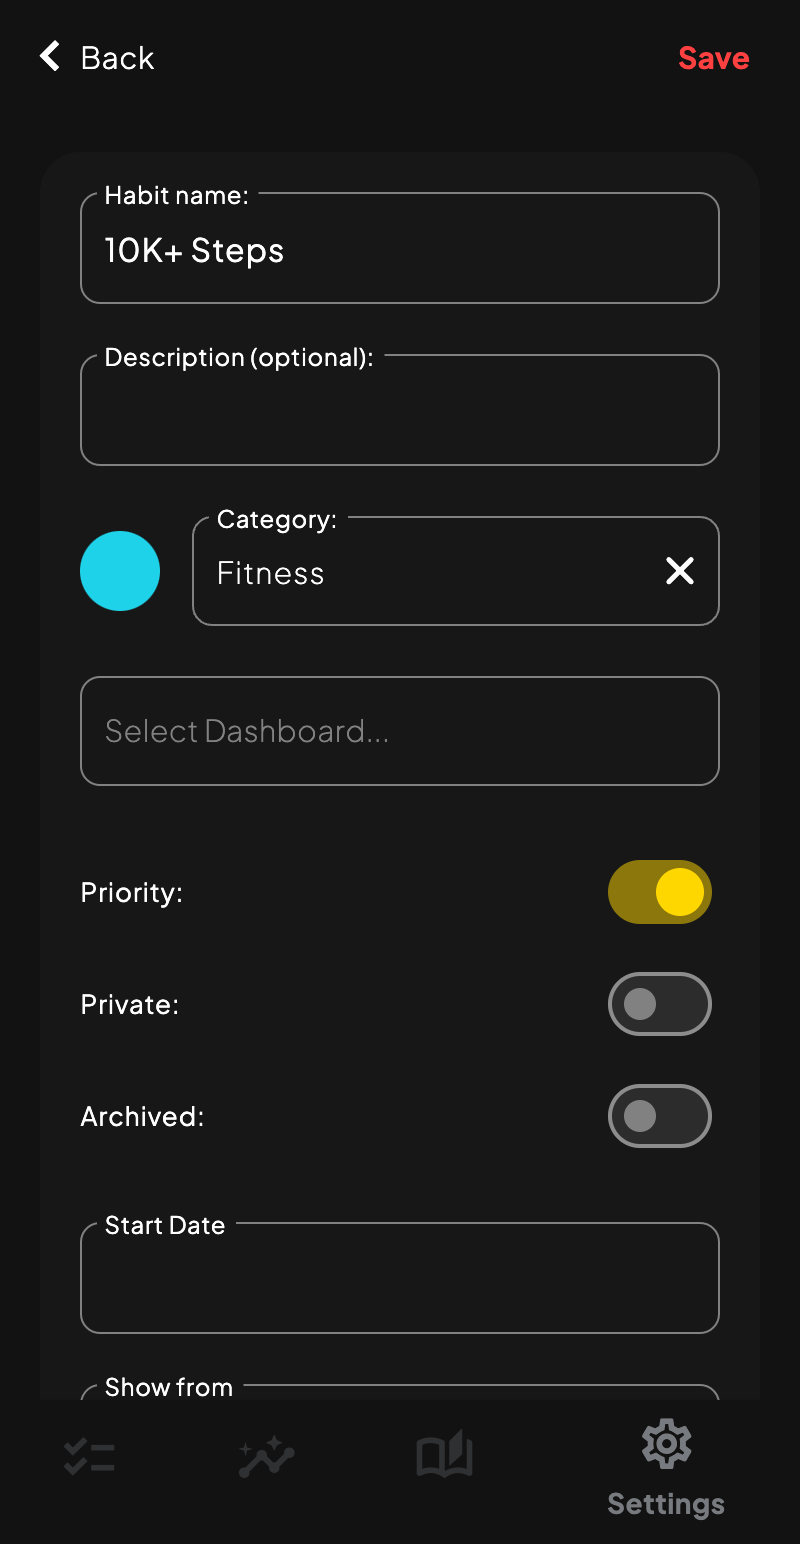 Back
Save
Habit name:
10K+ Steps
Description (optional):
Category:
Fitness
Select Dashboard...
Priority:
Private:
Archived:
Start Date
Show from
Settings